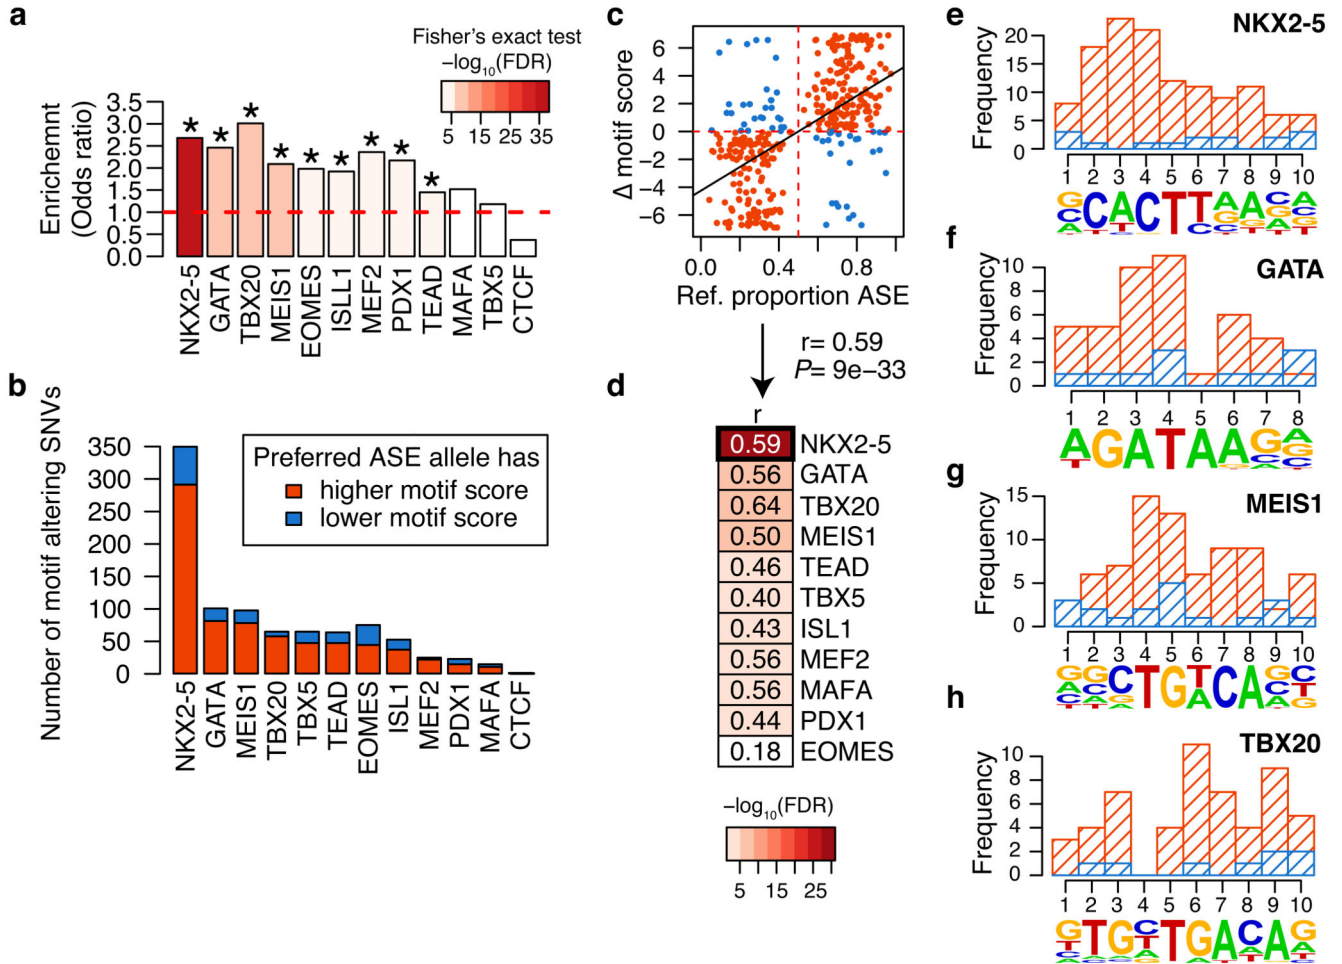 a
Fisher's exact test
−log10(FDR)
5 15 25 35
Enrichemnt
(Odds ratio)
3.5
3.0
2.5
2.0
1.5
1.0
0.5
0.0
* * * * * * * * *
NKX2-5 GATA TBX20 MEIS1 EOMES ISLL1 MEF2 PDX1 TEAD MAFA TBX5 CTCF
b
Number of motif altering SNVs
350
300
250
200
150
100
50
0
Preferred ASE allele has
higher motif score
lower motif score
NKX2-5 GATA MEIS1 TBX20 TBX5 TEAD EOMES ISL1 MEF2 PDX1 MAFA CTCF
c
Δ motif score
6
4
2
0
−2
−4
−6
0.0 0.4 0.8
Ref. proportion ASE
r= 0.59
P= 9e−33
d
r
0.59 NKX2-5
0.56 GATA
0.64 TBX20
0.50 MEIS1
0.46 TEAD
0.40 TBX5
0.43 ISL1
0.56 MEF2
0.56 MAFA
0.44 PDX1
0.18 EOMES
−log10(FDR)
5 15 25
e
NKX2-5
Frequency
20
15
10
5
0
1 2 3 4 5 6 7 8 9 10
GCACTTAACA
f
GATA
Frequency
10
8
6
4
2
0
1 2 3 4 5 6 7 8
AGATAAGA
g
MEIS1
Frequency
15
10
5
0
1 2 3 4 5 6 7 8 9 10
GGCTGTCAGC
h
TBX20
Frequency
10
8
6
4
2
0
1 2 3 4 5 6 7 8 9 10
GTGCTGACAG